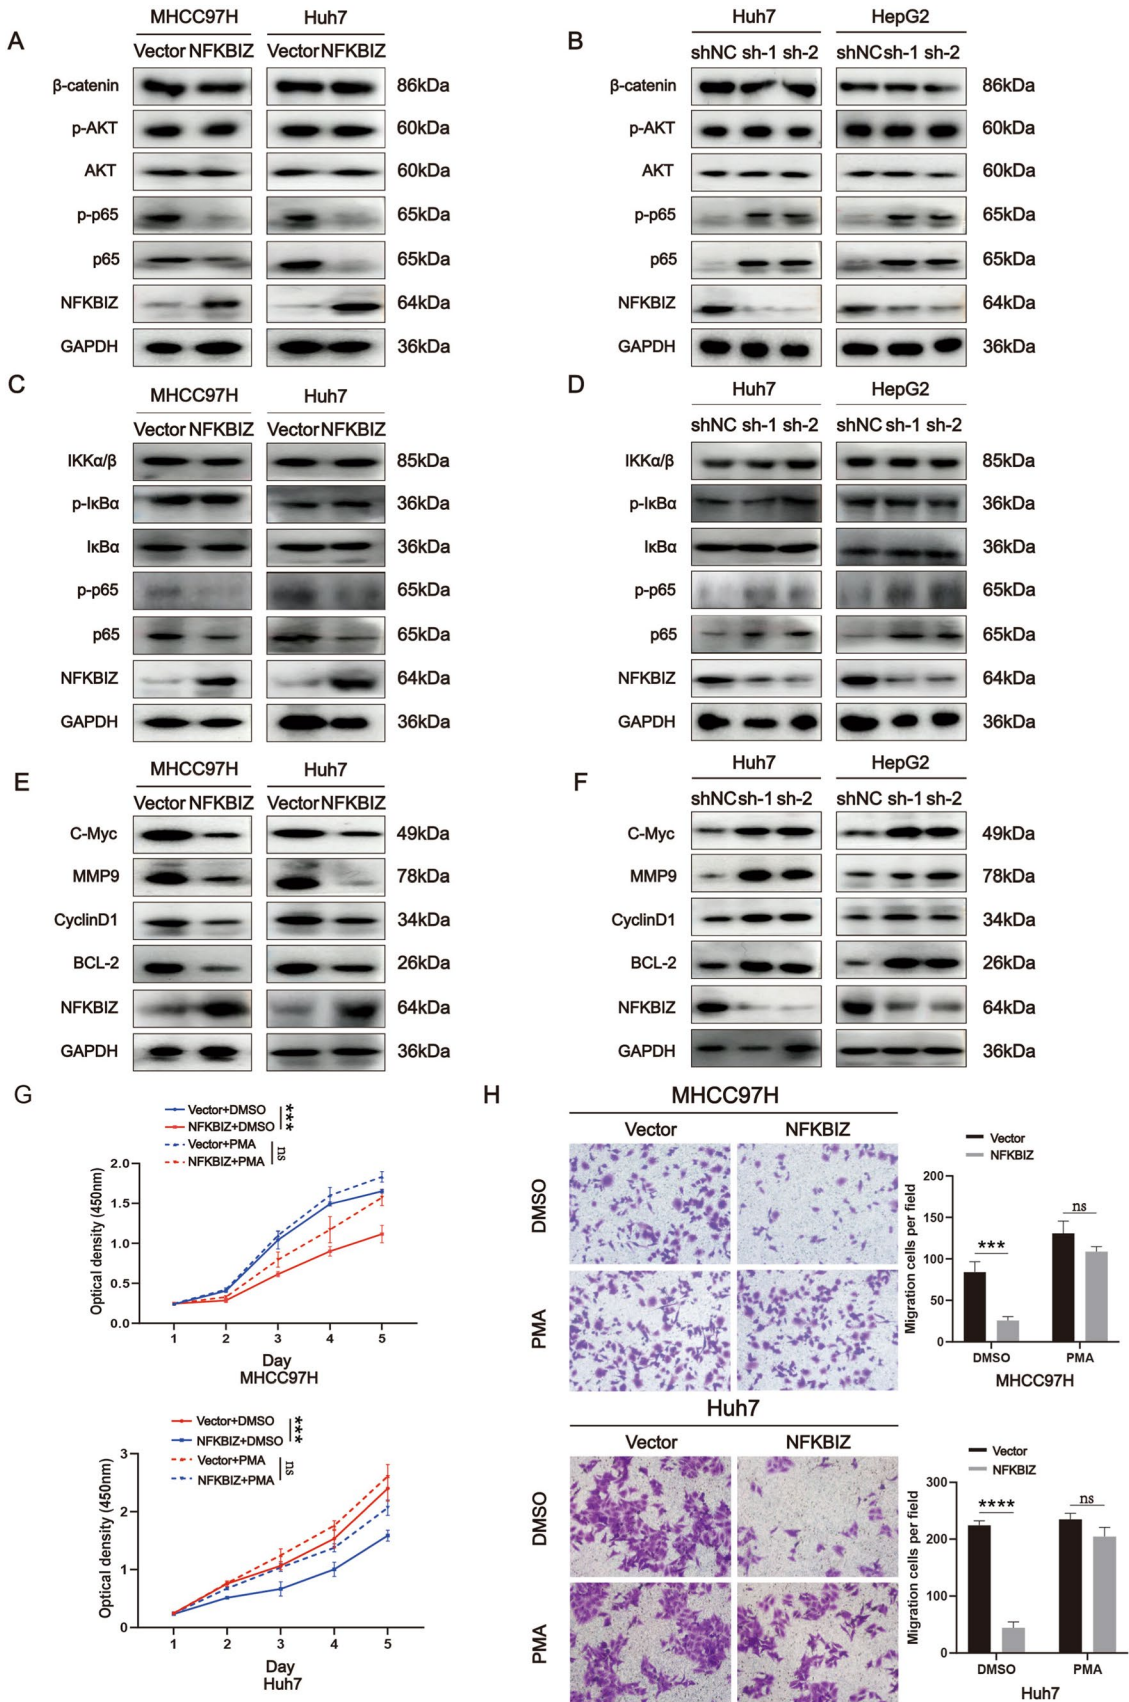 A
MHCC97H Huh7
Vector NFKBIZ Vector NFKBIZ
β-catenin 86kDa
p-AKT 60kDa
AKT 60kDa
p-p65 65kDa
p65 65kDa
NFKBIZ 64kDa
GAPDH 36kDa
B
Huh7 HepG2
shNC sh-1 sh-2 shNC sh-1 sh-2
β-catenin 86kDa
p-AKT 60kDa
AKT 60kDa
p-p65 65kDa
p65 65kDa
NFKBIZ 64kDa
GAPDH 36kDa
C
MHCC97H Huh7
Vector NFKBIZ Vector NFKBIZ
IKKα/β 85kDa
p-IκBα 36kDa
IκBα 36kDa
p-p65 65kDa
p65 65kDa
NFKBIZ 64kDa
GAPDH 36kDa
D
Huh7 HepG2
shNC sh-1 sh-2 shNC sh-1 sh-2
IKKα/β 85kDa
p-IκBα 36kDa
IκBα 36kDa
p-p65 65kDa
p65 65kDa
NFKBIZ 64kDa
GAPDH 36kDa
E
MHCC97H Huh7
Vector NFKBIZ Vector NFKBIZ
C-Myc 49kDa
MMP9 78kDa
CyclinD1 34kDa
BCL-2 26kDa
NFKBIZ 64kDa
GAPDH 36kDa
F
Huh7 HepG2
shNC sh-1 sh-2 shNC sh-1 sh-2
C-Myc 49kDa
MMP9 78kDa
CyclinD1 34kDa
BCL-2 26kDa
NFKBIZ 64kDa
GAPDH 36kDa
G
Vector+DMSO
NFKBIZ+DMSO
***
Vector+PMA
NFKBIZ+PMA
ns
Optical density (450nm)
2.0
1.5
1.0
0.5
0.0
1 2 3 4 5
Day
MHCC97H
Vector+DMSO
NFKBIZ+DMSO
***
Vector+PMA
NFKBIZ+PMA
ns
Optical density (450nm)
3
2
1
0
1 2 3 4 5
Day
Huh7
H
MHCC97H
Vector NFKBIZ
DMSO
PMA
Vector
NFKBIZ
Migration cells per field
200
150
100
50
0
*** ns
DMSO PMA
MHCC97H
Huh7
Vector NFKBIZ
DMSO
PMA
Vector
NFKBIZ
Migration cells per field
300
200
100
0
**** ns
DMSO PMA
Huh7